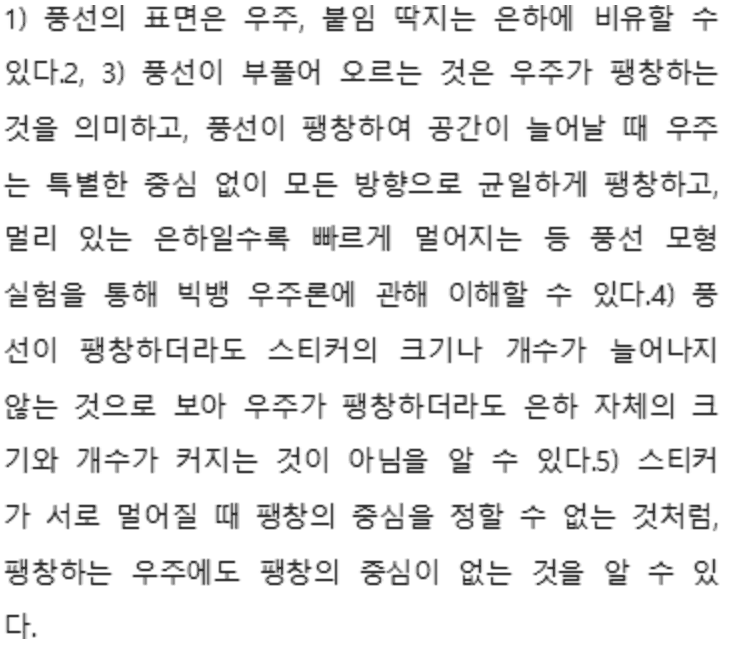 1) 풍선의 표면은 우주, 붙임 딱지는 은하에 비유할 수
있다.2, 3) 풍선이 부풀어 오르는 것은 우주가 팽창하는
것을 의미하고, 풍선이 팽창하여 공간이 늘어날 때 우주
는 특별한 중심 없이 모든 방향으로 균일하게 팽창하고,
멀리 있는 은하일수록 빠르게 멀어지는 등 풍선 모형
실험을 통해 빅뱅 우주론에 관해 이해할 수 있다.4) 풍
선이 팽창하더라도 스티커의 크기나 개수가 늘어나지
않는 것으로 보아 우주가 팽창하더라도 은하 자체의 크
기와 개수가 커지는 것이 아님을 알 수 있다.5) 스티커
가 서로 멀어질 때 팽창의 중심을 정할 수 없는 것처럼,
팽창하는 우주에도 팽창의 중심이 없는 것을 알 수 있
다.